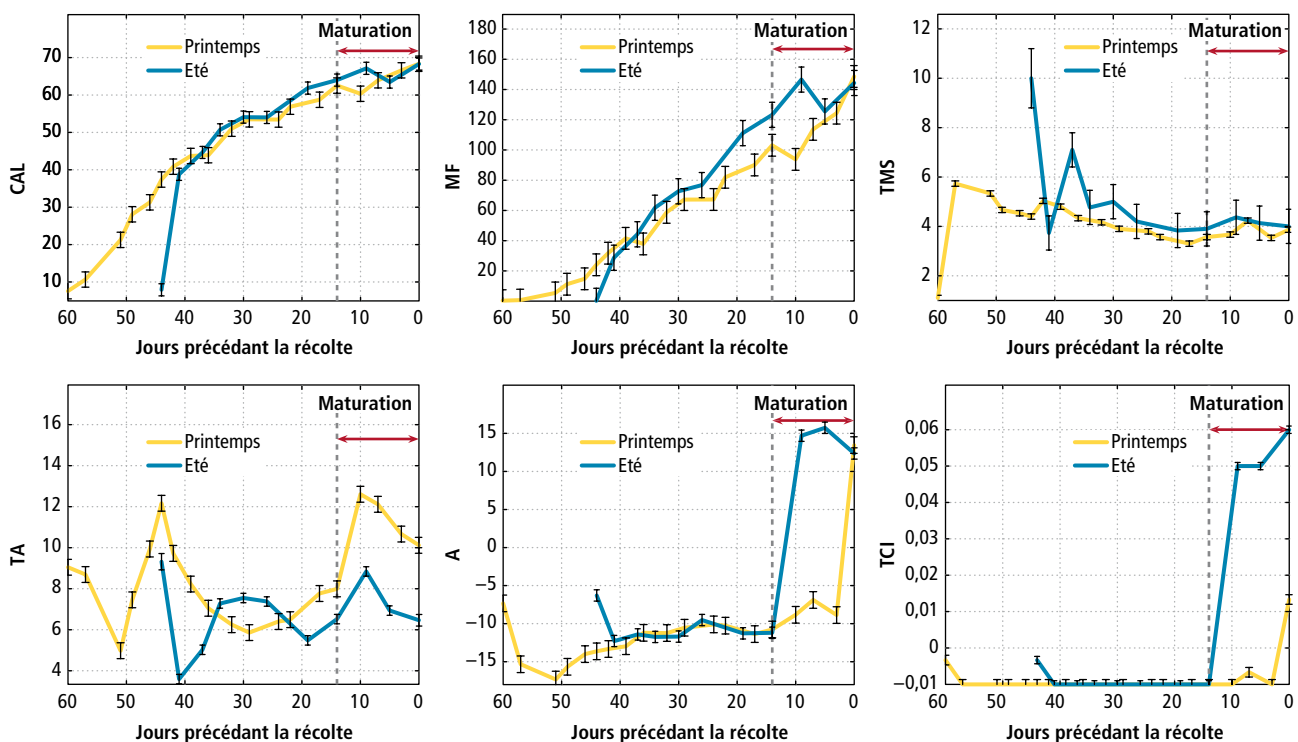 Maturation
Printemps
Eté
CAL
70
60
50
40
30
20
10
60 50 40 30 20 10 0
Jours précédant la récolte
Maturation
Printemps
Eté
MF
180
160
140
120
100
80
60
40
20
60 50 40 30 20 10 0
Jours précédant la récolte
Maturation
Printemps
Eté
TMS
12
10
8
6
4
2
60 50 40 30 20 10 0
Jours précédant la récolte
Maturation
Printemps
Eté
TA
16
14
12
10
8
6
4
60 50 40 30 20 10 0
Jours précédant la récolte
Maturation
Printemps
Eté
A
15
10
5
0
−5
−10
−15
60 50 40 30 20 10 0
Jours précédant la récolte
Maturation
Printemps
Eté
TCI
0,06
0,05
0,04
0,03
0,02
0,01
0
−0,01
60 50 40 30 20 10 0
Jours précédant la récolte